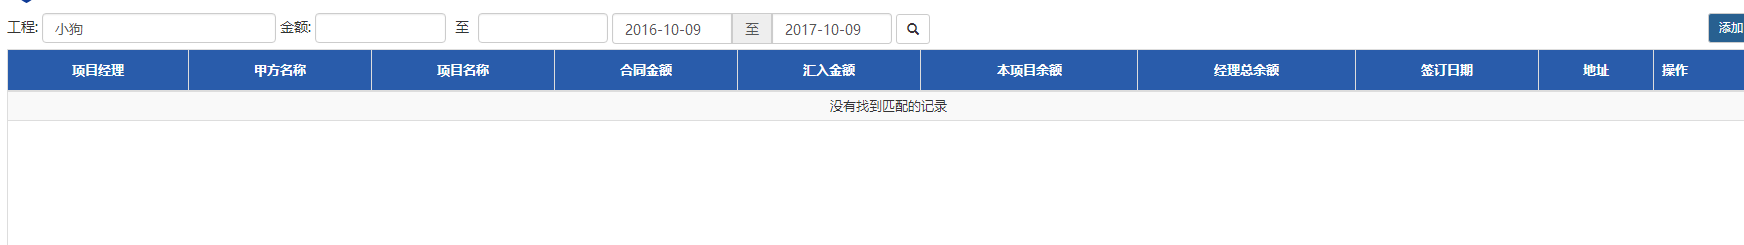 工程: 小狗 金额: 至 2016-10-09 至 2017-10-09 添加
项目经理 甲方名称 项目名称 合同金额 汇入金额 本项目余额 经理总余额 签订日期 地址 操作
没有找到匹配的记录